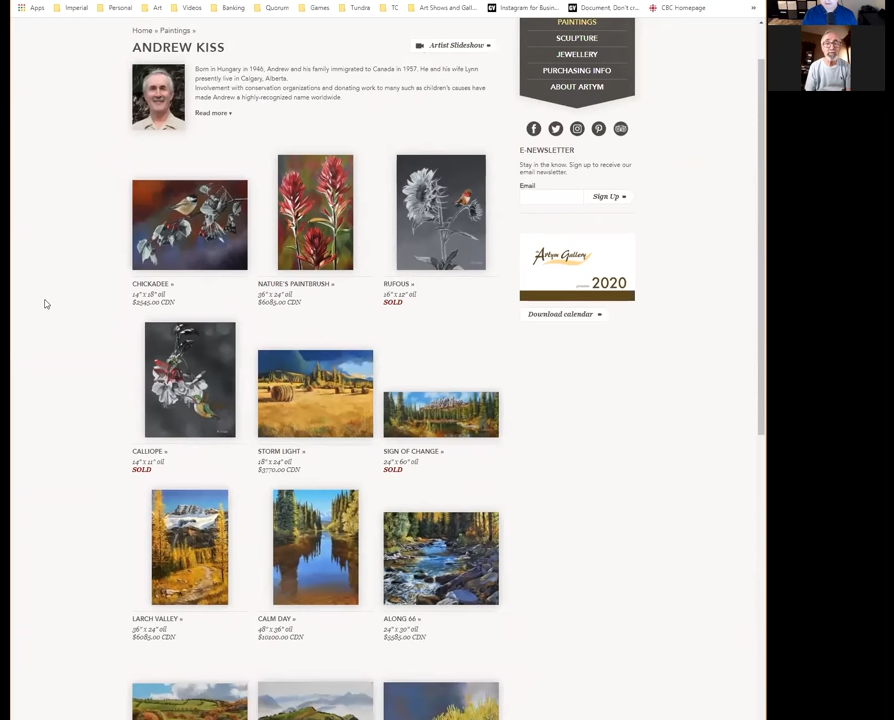 Apps Imperial Personal Art Videos Banking Quorum Games Tundra TC Art Shows and Gall... Instagram for Busin... Document, Don't cr... CBC Homepage »
Home » Paintings »
ANDREW KISS
Artist Slideshow
Born in Hungary in 1946, Andrew and his family immigrated to Canada in 1957. He and his wife Lynn
presently live in Calgary, Alberta.
Involvement with conservation organizations and donating work to many such as children's causes have
made Andrew a highly-recognized name worldwide.
Read more ▾
CHICKADEE »
14" x 18" oil
$2545.00 CDN
NATURE'S PAINTBRUSH »
36" x 24" oil
$6085.00 CDN
RUFOUS »
16" x 12" oil
SOLD
CALLIOPE »
14" x 11" oil
SOLD
STORM LIGHT »
18" x 24" oil
$3770.00 CDN
SIGN OF CHANGE »
24" x 60" oil
SOLD
LARCH VALLEY »
36" x 24" oil
$6085.00 CDN
CALM DAY »
48" x 36" oil
$10100.00 CDN
ALONG 66 »
24" x 30" oil
$5585.00 CDN
PAINTINGS
SCULPTURE
JEWELLERY
PURCHASING INFO
ABOUT ARTYM
E-NEWSLETTER
Stay in the know. Sign up to receive our
email newsletter.
Email
Sign Up
Artym Gallery
2020
Download calendar